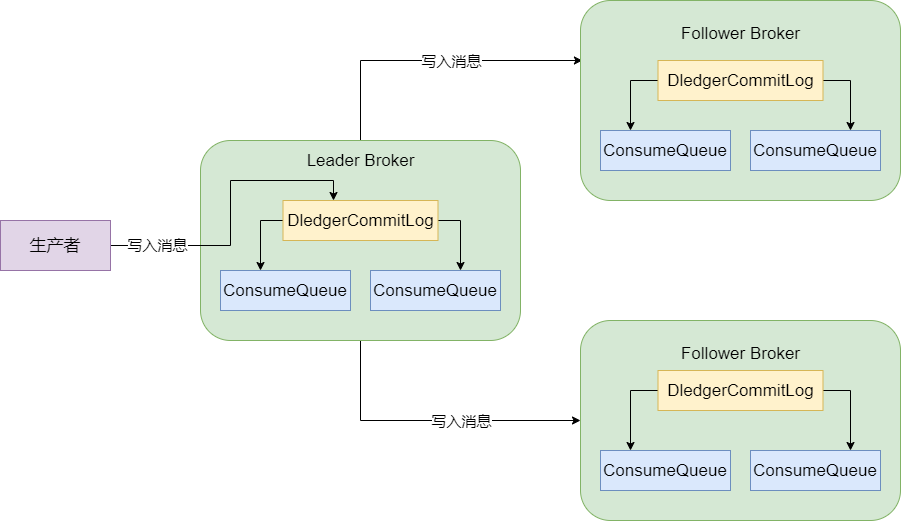 生产者
写入消息
Leader Broker
DledgerCommitLog
ConsumeQueue
ConsumeQueue
写入消息
Follower Broker
DledgerCommitLog
ConsumeQueue
ConsumeQueue
写入消息
Follower Broker
DledgerCommitLog
ConsumeQueue
ConsumeQueue